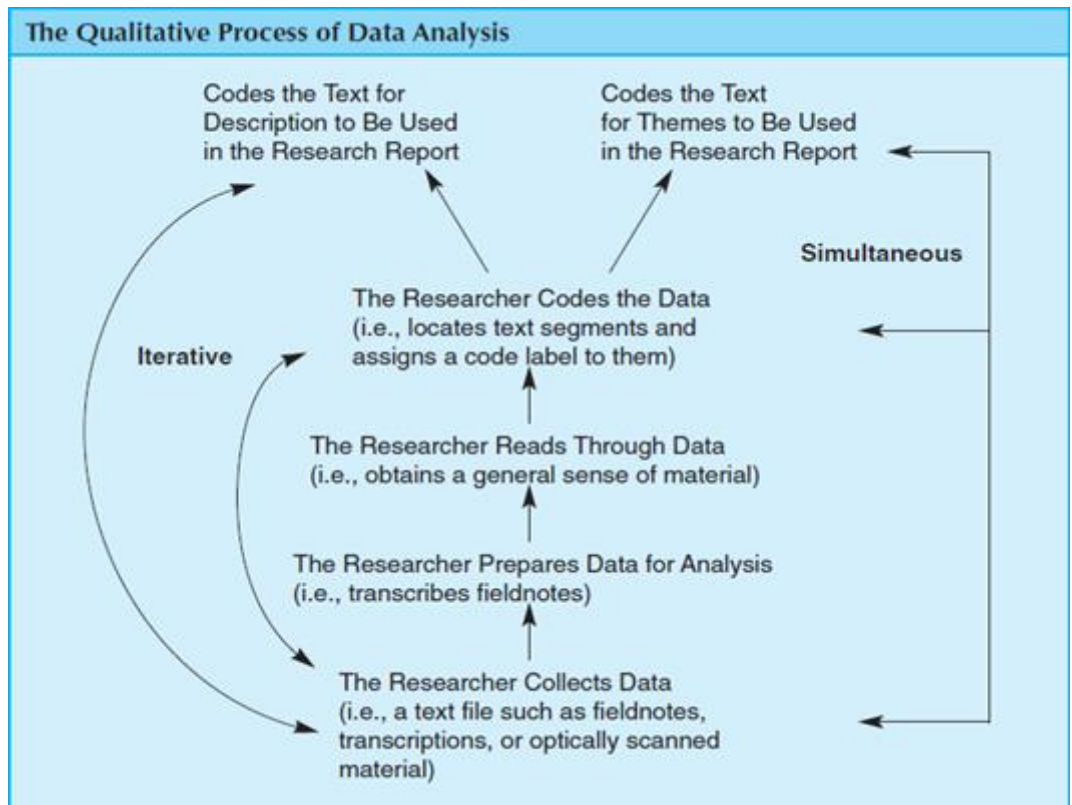 The Qualitative Process of Data Analysis
Codes the Text for
Description to Be Used
in the Research Report
Codes the Text
for Themes to Be Used
in the Research Report
Simultaneous
The Researcher Codes the Data
(i.e., locates text segments and
assigns a code label to them)
Iterative
The Researcher Reads Through Data
(i.e., obtains a general sense of material)
The Researcher Prepares Data for Analysis
(i.e., transcribes fieldnotes)
The Researcher Collects Data
(i.e., a text file such as fieldnotes,
transcriptions, or optically scanned
material)